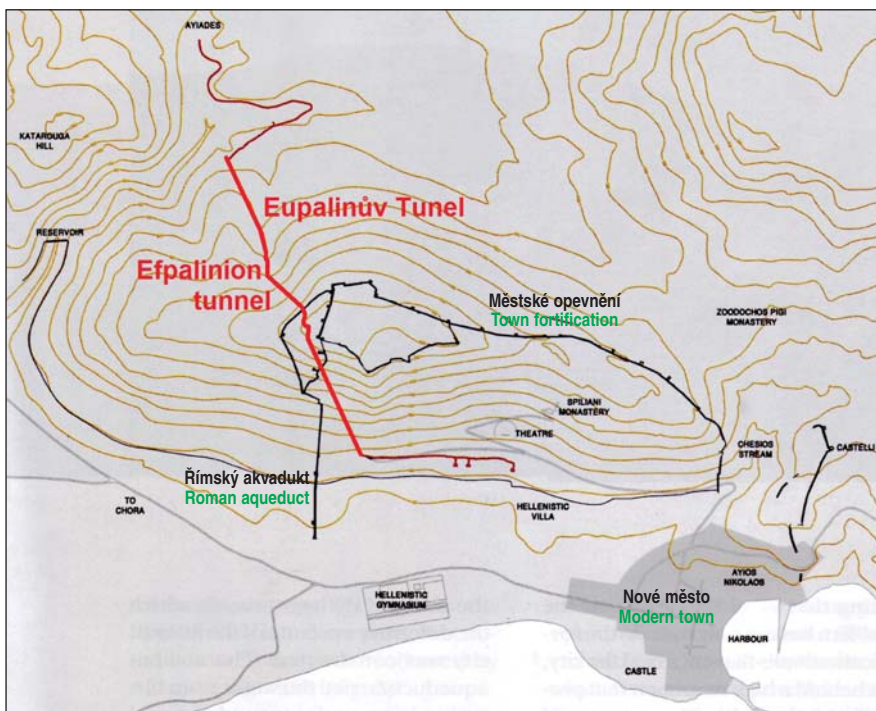 AYIADES
KATAROUGA
HILL
Eupalinův Tunel
RESERVOIR
Efpalinion
tunnel
Městské opevnění
Town fortification
ZOODOCHOS PIGI
MONASTERY
SPILIANI
MONASTERY
THEATRE
CHESIOS
STREAM
CASTELLI
Římský akvadukt
Roman aqueduct
TO
CHORA
HELLENISTIC
VILLA
HELLENISTIC
GYMNASIUM
AYIOS
NIKOLAOS
Nové město
Modern town
HARBOUR
CASTLE